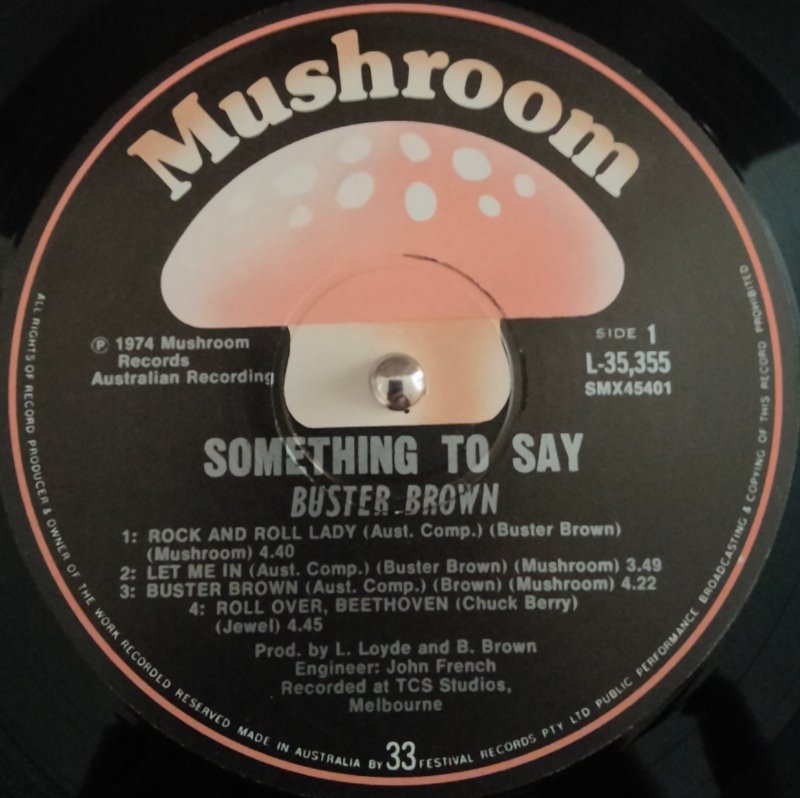 Mushroom
℗ 1974 Mushroom
Records
Australian Recording
SIDE 1
L-35,355
SMX45401
SOMETHING TO SAY
BUSTER BROWN
1: ROCK AND ROLL LADY (Aust. Comp.) (Buster Brown)
(Mushroom) 4.40
2: LET ME IN (Aust. Comp.) (Buster Brown) (Mushroom) 3.49
3: BUSTER BROWN (Aust. Comp.) (Brown) (Mushroom) 4.22
4: ROLL OVER, BEETHOVEN (Chuck Berry)
(Jewel) 4.45
Prod. by L. Loyde and B. Brown
Engineer: John French
Recorded at TCS Studios,
Melbourne
33
ALL RIGHTS OF RECORD PRODUCER & OWNER OF THE WORK RECORDED RESERVED MADE IN AUSTRALIA BY FESTIVAL RECORDS PTY LTD PUBLIC PERFORMANCE BROADCASTING & COPYING OF THIS RECORD PROHIBITED